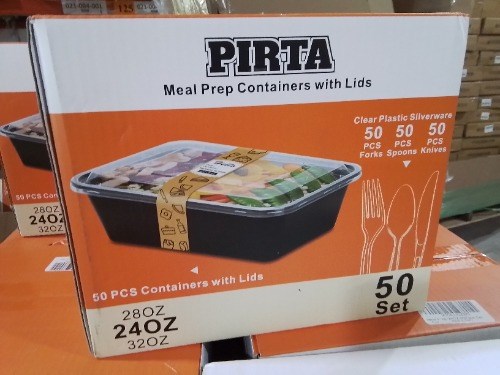 PIRTA
Meal Prep Containers with Lids
Clear Plastic Silverware
50 50 50
PCS PCS PCS
Forks Spoons Knives
50 PCS Containers with Lids
28OZ
24OZ
32OZ
50
Set
50 PCS Con
28OZ
24OZ
32OZ